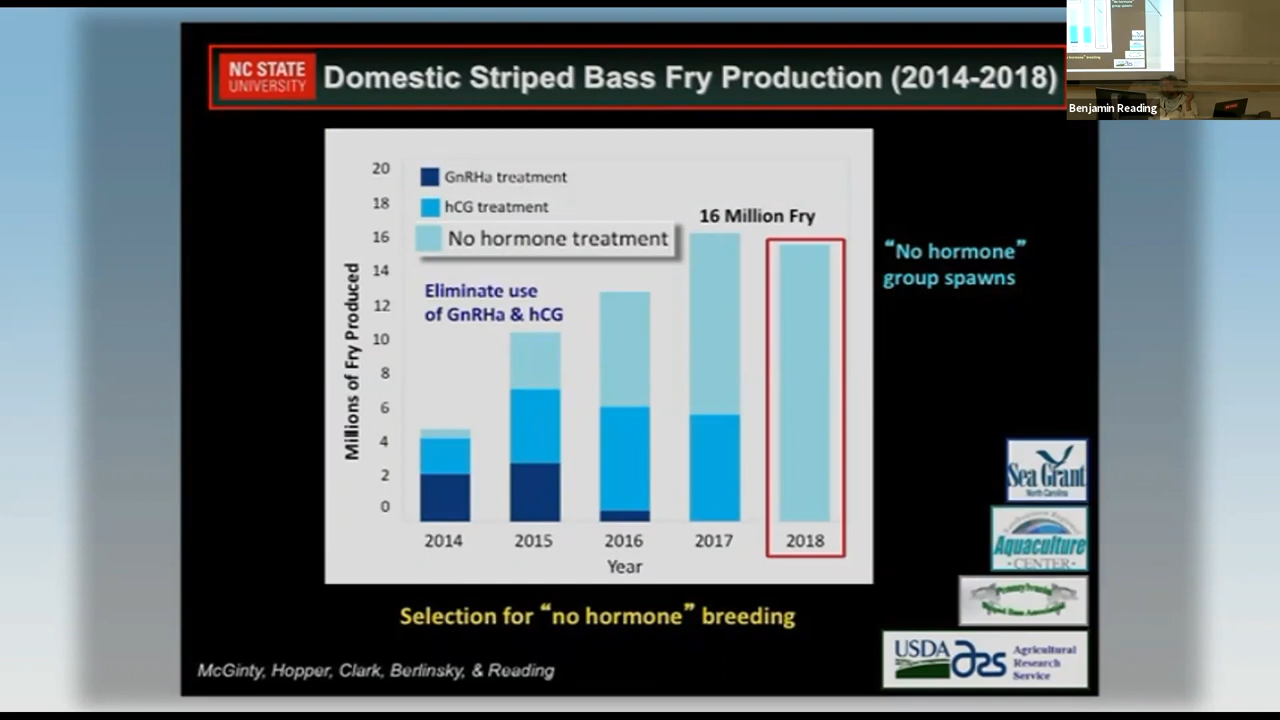 NC STATE
UNIVERSITY
Domestic Striped Bass Fry Production (2014-2018)
Benjamin Reading
20
18
16
14
12
10
8
6
4
2
0
Millions of Fry Produced
GnRHa treatment
hCG treatment
No hormone treatment
Eliminate use
of GnRHa & hCG
16 Million Fry
2014
2015
2016
2017
2018
Year
“No hormone”
group spawns
Selection for “no hormone” breeding
McGinty, Hopper, Clark, Berlinsky, & Reading
Sea Grant
North Carolina
Aquaculture
CENTER
USDA
ars
Agricultural
Research
Service